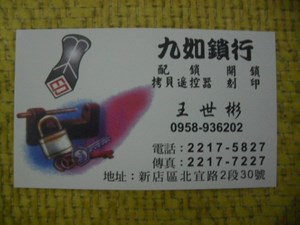 九如鎖行
配 鎖 開 鎖
拷貝遙控器 刻 印
王世彬
0958-936202
電話：2217-5827
傳真：2217-7227
地址：新店區北宜路2段30號